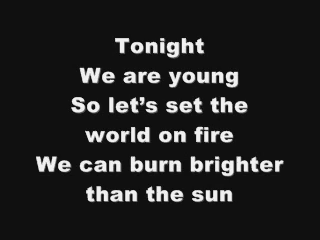 Tonight
We are young
So let’s set the
world on fire
We can burn brighter
than the sun